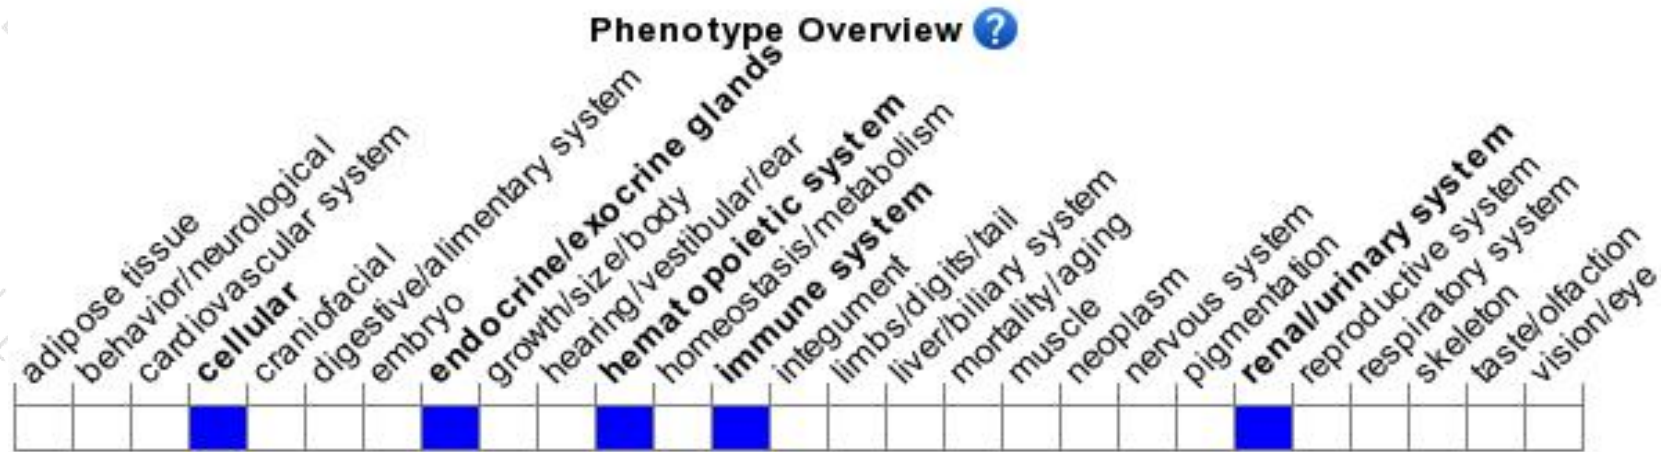 Phenotype Overview ?
adipose tissue
behavior/neurological
cardiovascular system
cellular
craniofacial
digestive/alimentary system
embryo
endocrine/exocrine glands
growth/size/body
hearing/vestibular/ear
hematopoietic system
homeostasis/metabolism
immune system
integument
limbs/digits/tail
liver/biliary system
mortality/aging
muscle
neoplasm
nervous system
pigmentation
renal/urinary system
reproductive system
respiratory system
skeleton
taste/olfaction
vision/eye